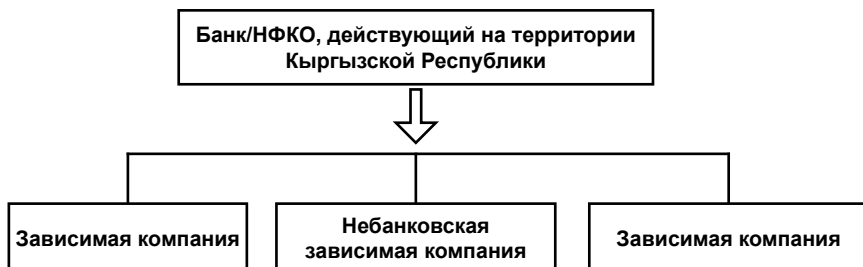 Банк/НФКО, действующий на территории
Кыргызской Республики
Зависимая компания
Небанковская
зависимая компания
Зависимая компания